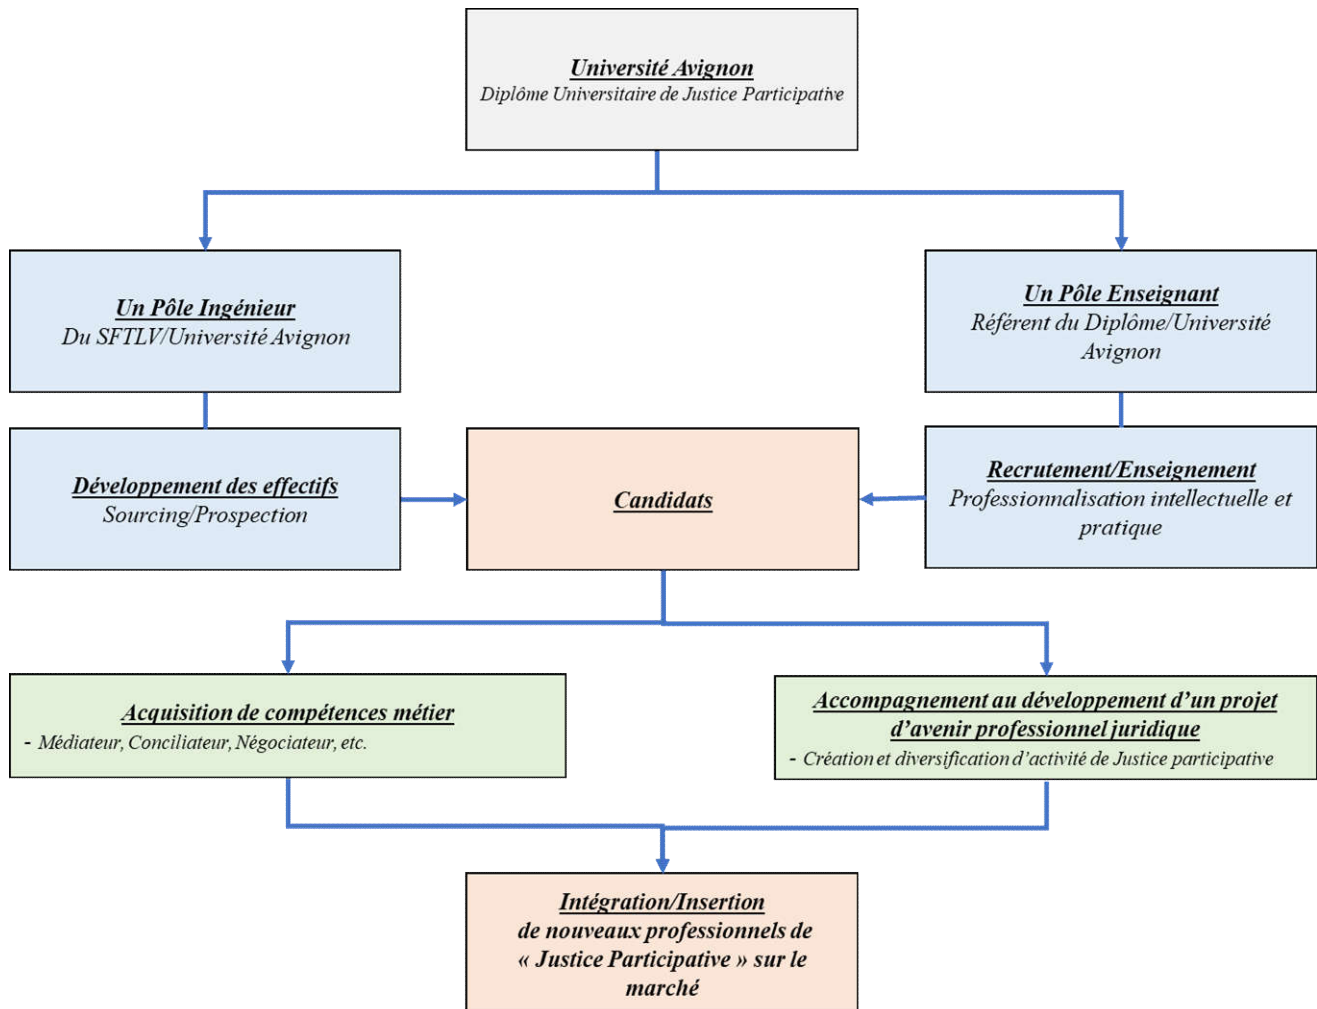 Université Avignon
Diplôme Universitaire de Justice Participative
Un Pôle Ingénieur
Du SFTLV/Université Avignon
Un Pôle Enseignant
Référent du Diplôme/Université
Avignon
Développement des effectifs
Sourcing/Prospection
Candidats
Recrutement/Enseignement
Professionnalisation intellectuelle et
pratique
Acquisition de compétences métier
- Médiateur, Conciliateur, Négociateur, etc.
Accompagnement au développement d’un projet
d’avenir professionnel juridique
- Création et diversification d’activité de Justice participative
Intégration/Insertion
de nouveaux professionnels de
« Justice Participative » sur le
marché